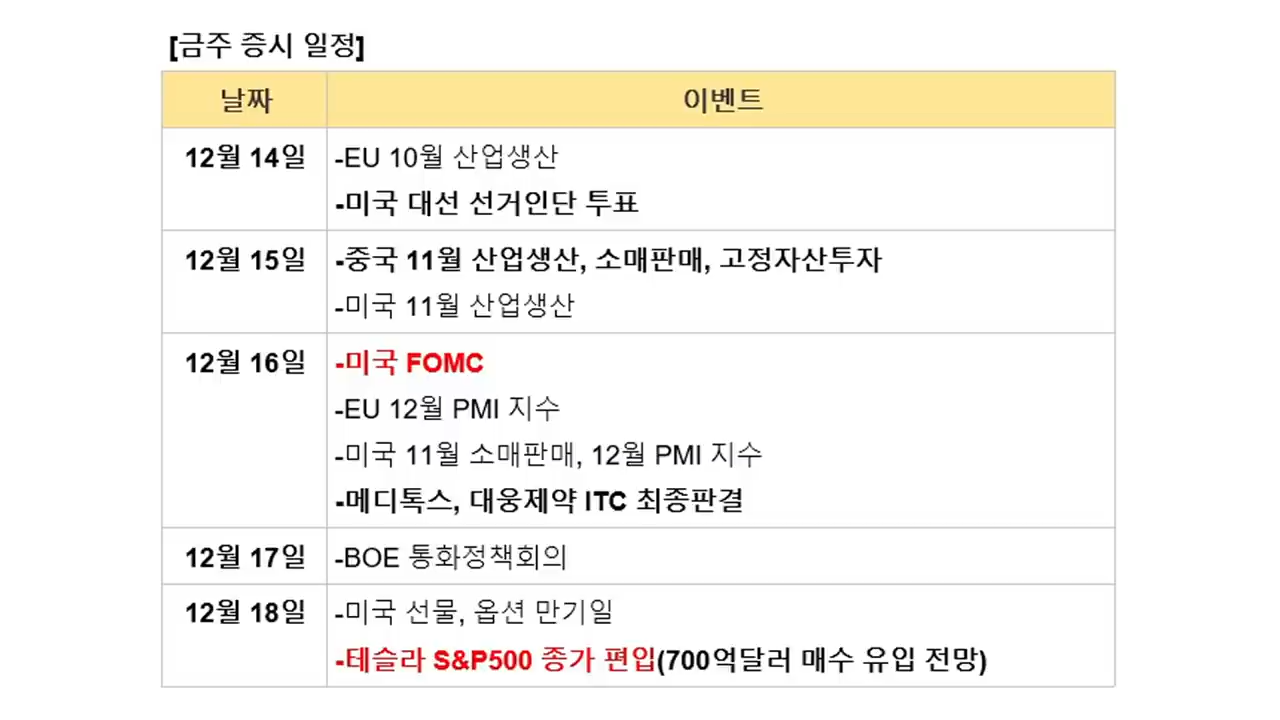 [금주 증시 일정]
날짜 이벤트
12월 14일 -EU 10월 산업생산
-미국 대선 선거인단 투표
12월 15일 -중국 11월 산업생산, 소매판매, 고정자산투자
-미국 11월 산업생산
12월 16일 -미국 FOMC
-EU 12월 PMI 지수
-미국 11월 소매판매, 12월 PMI 지수
-메디톡스, 대웅제약 ITC 최종판결
12월 17일 -BOE 통화정책회의
12월 18일 -미국 선물, 옵션 만기일
-테슬라 S&P500 종가 편입(700억달러 매수 유입 전망)